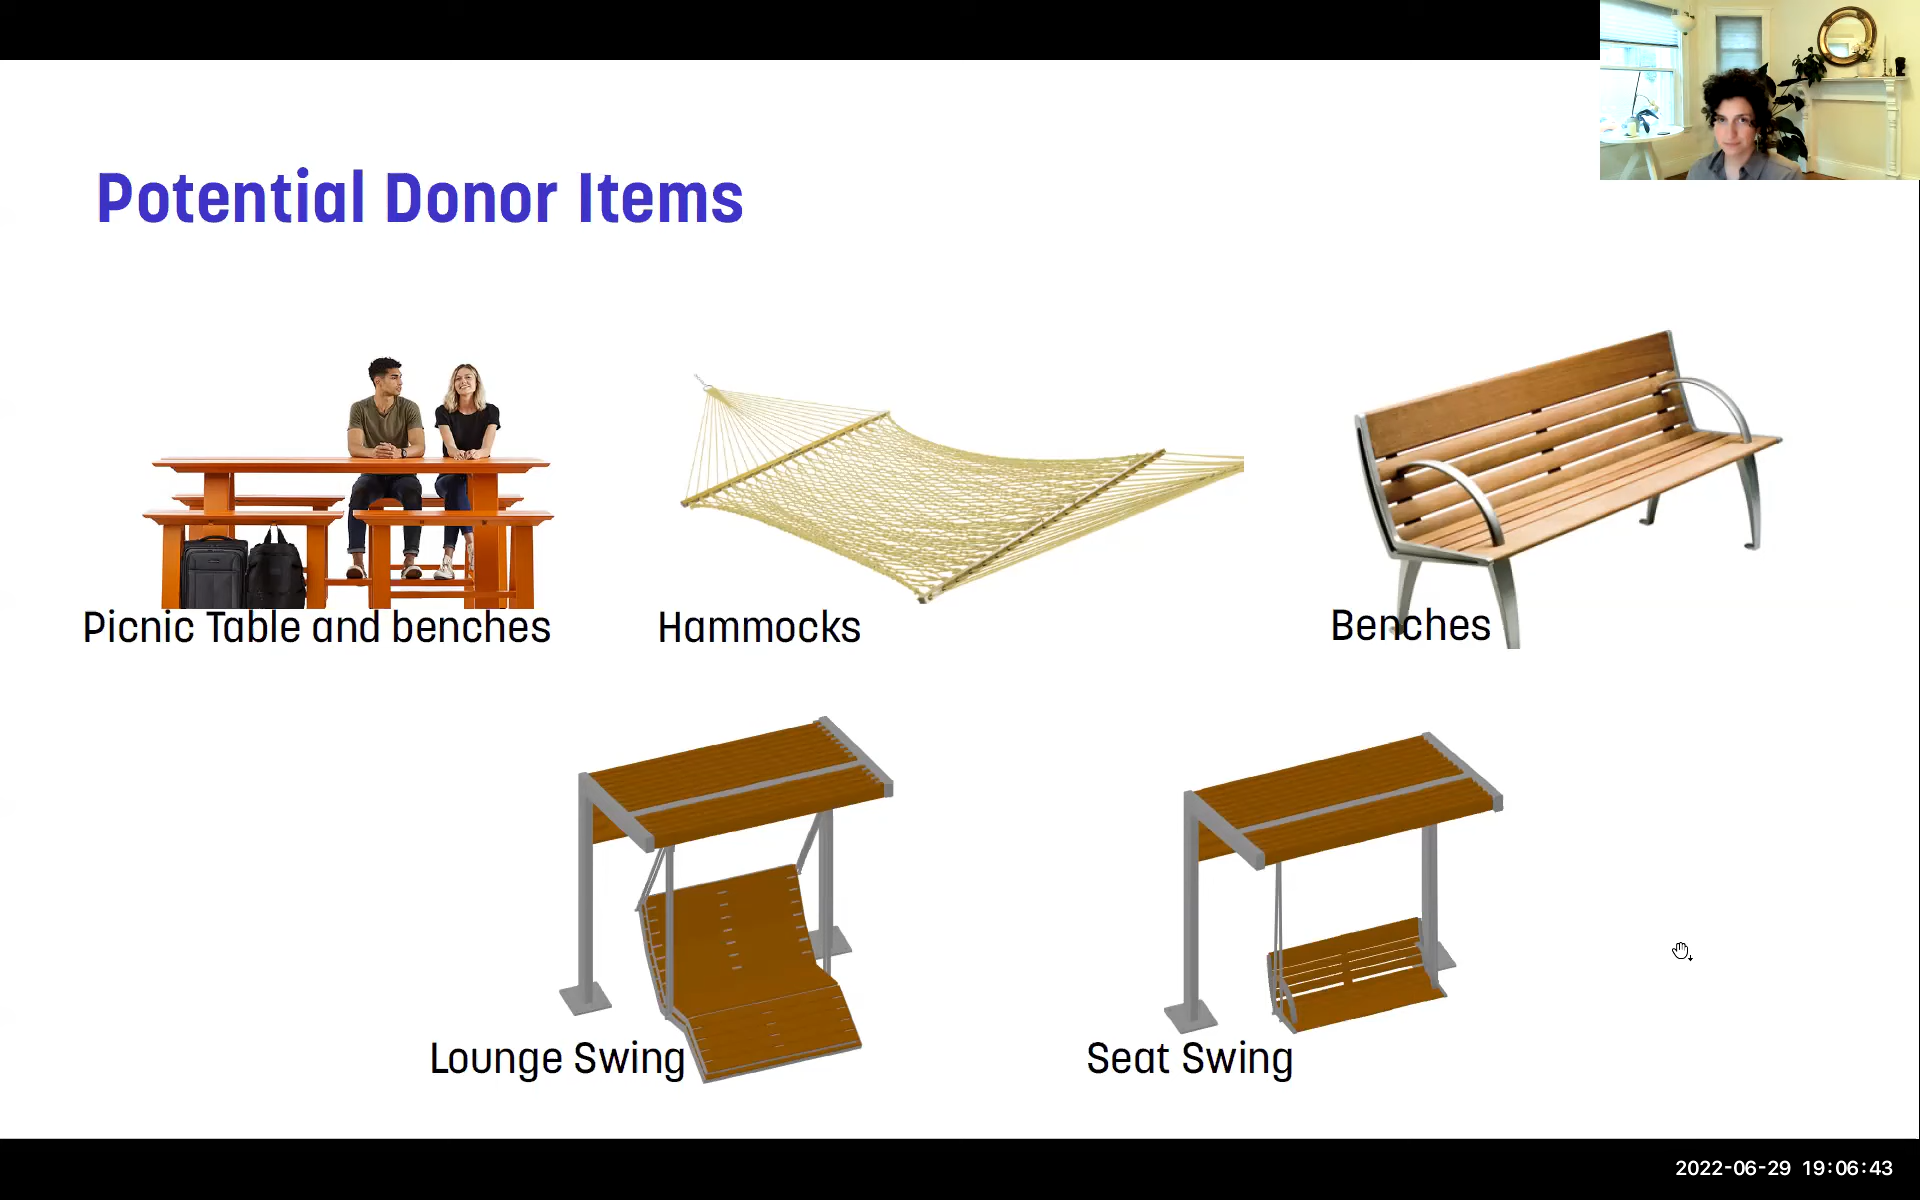 Potential Donor Items
Picnic Table and benches
Hammocks
Benches
Lounge Swing
Seat Swing
2022-06-29 19:06:43